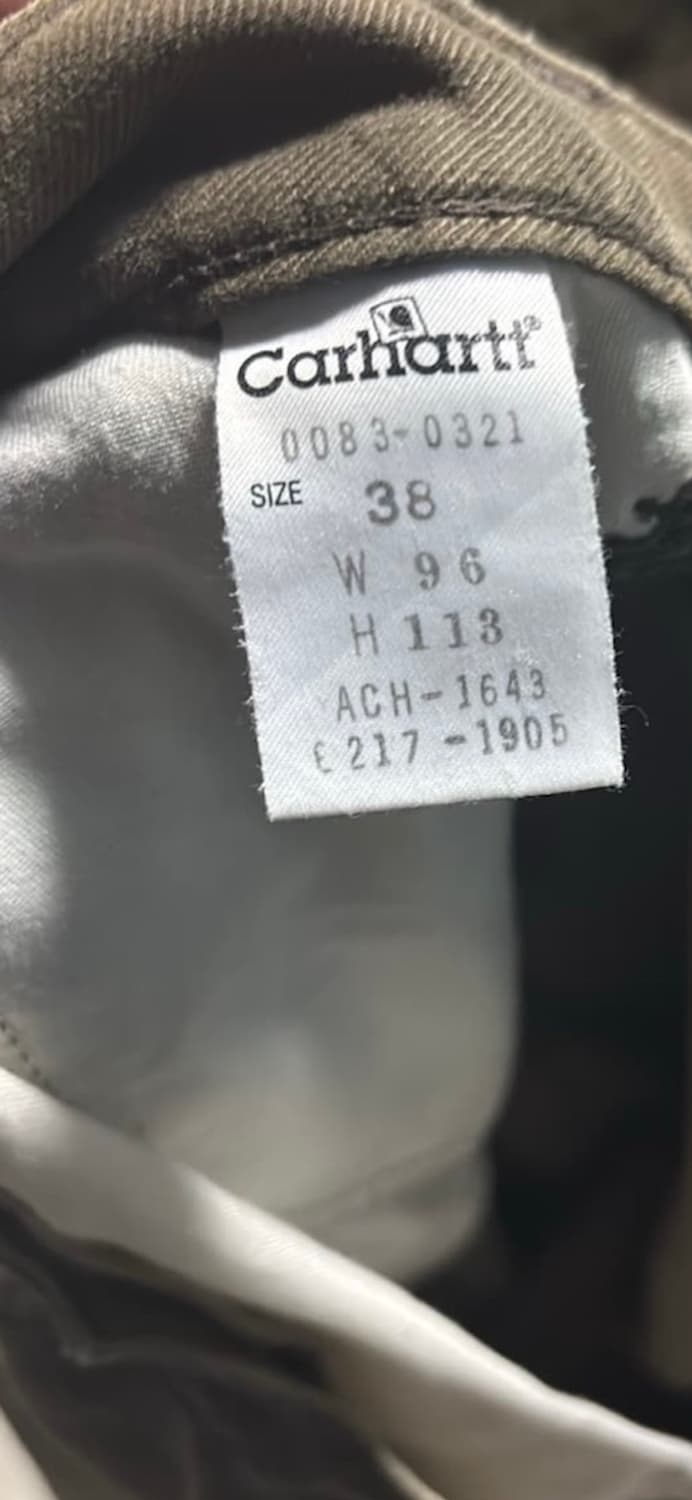 Carhartt®
0083-0321
SIZE 38
W 96
H 113
ACH-1643
£217-1905